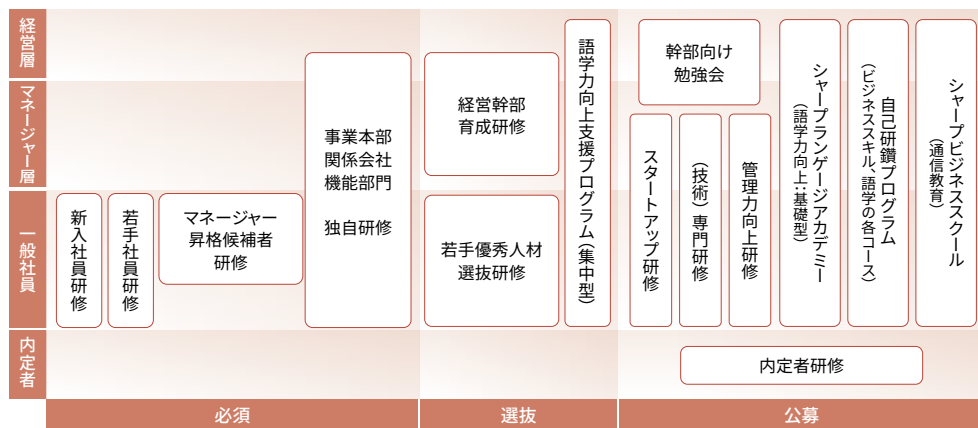 経営層
マネージャー層
一般社員
内定者
新入社員研修
若手社員研修
マネージャー
昇格候補者
研修
事業本部
関係会社
機能部門
独自研修
経営幹部
育成研修
若手優秀人材
選抜研修
語学力向上支援プログラム(集中型)
幹部向け
勉強会
スタートアップ研修
(技術)専門研修
管理力向上研修
シャープランゲージアカデミー
(語学力向上:基礎型)
自己研鑽プログラム
(ビジネススキル、語学の各コース)
シャープビジネススクール
(通信教育)
内定者研修
必須
選抜
公募